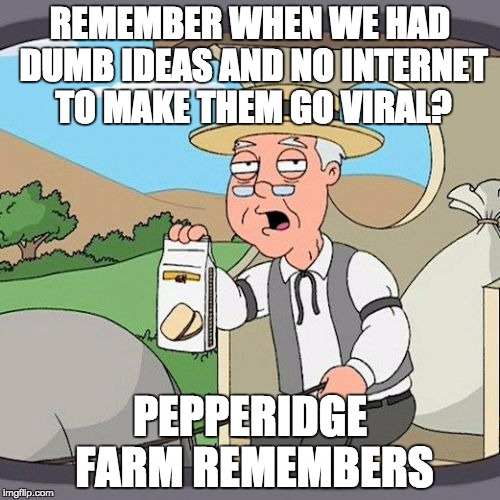 REMEMBER WHEN WE HAD
DUMB IDEAS AND NO INTERNET
TO MAKE THEM GO VIRAL?
PEPPERIDGE
FARM REMEMBERS
imgflip.com